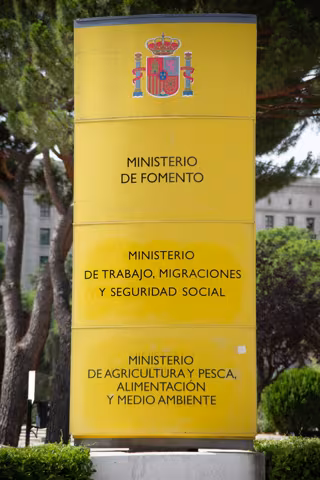 MINISTERIO
DE FOMENTO
MINISTERIO
DE TRABAJO, MIGRACIONES
Y SEGURIDAD SOCIAL
MINISTERIO
DE AGRICULTURA Y PESCA,
ALIMENTACIÓN
Y MEDIO AMBIENTE